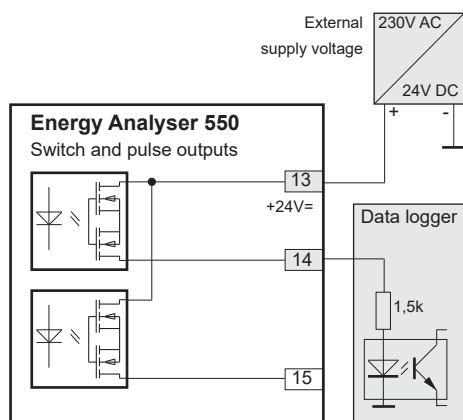 External
supply voltage
230V AC
24V DC
+ -
Energy Analyser 550
Switch and pulse outputs
13
+24V=
Data logger
14
1,5k
15